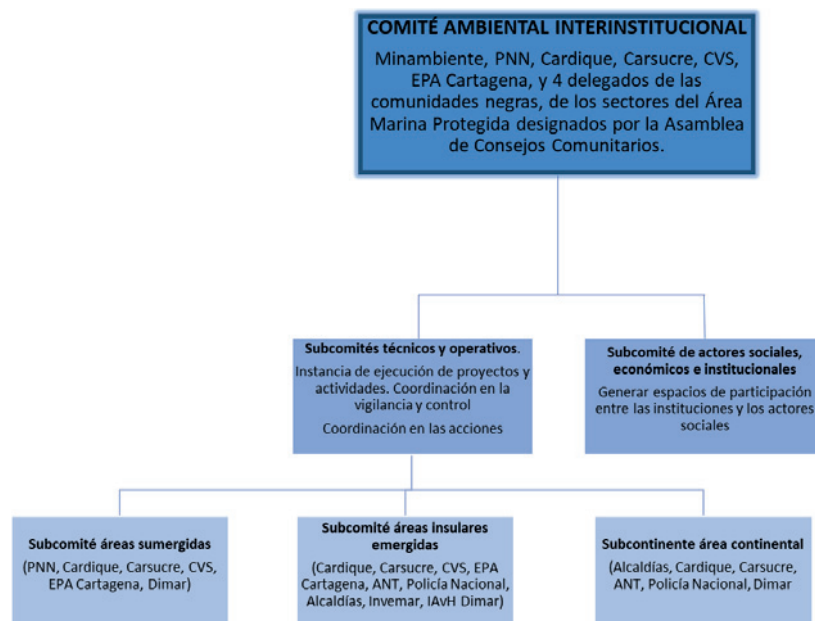 COMITÉ AMBIENTAL INTERINSTITUCIONAL
Minambiente, PNN, Cardique, Carsucre, CVS,
EPA Cartagena, y 4 delegados de las
comunidades negras, de los sectores del Área
Marina Protegida designados por la Asamblea
de Consejos Comunitarios.
Subcomités técnicos y operativos.
Instancia de ejecución de proyectos y
actividades. Coordinación en la
vigilancia y control
Coordinación en las acciones
Subcomité de actores sociales,
económicos e institucionales
Generar espacios de participación
entre las instituciones y los actores
sociales
Subcomité áreas sumergidas
(PNN, Cardique, Carsucre, CVS,
EPA Cartagena, Dimar)
Subcomité áreas insulares
emergidas
(Cardique, Carsucre, CVS, EPA
Cartagena, ANT, Policía Nacional,
Alcaldías, Invemar, IAvH Dimar)
Subcontinente área continental
(Alcaldías, Cardique, Carsucre,
ANT, Policía Nacional, Dimar